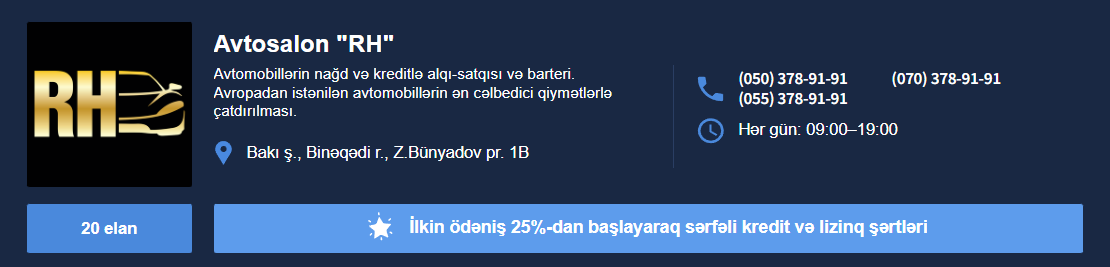 RH
Avtosalon "RH"
Avtomobillərin nağd və kreditlə alqı-satqısı və barteri.
Avropadan istənilən avtomobillərin ən cəlbedici qiymətlərlə
çatdırılması.
Bakı ş., Binəqədi r., Z.Bünyadov pr. 1B
(050) 378-91-91 (070) 378-91-91
(055) 378-91-91
Hər gün: 09:00–19:00
20 elan
İlkin ödəniş 25%-dan başlayaraq sərfəli kredit və lizinq şərtləri